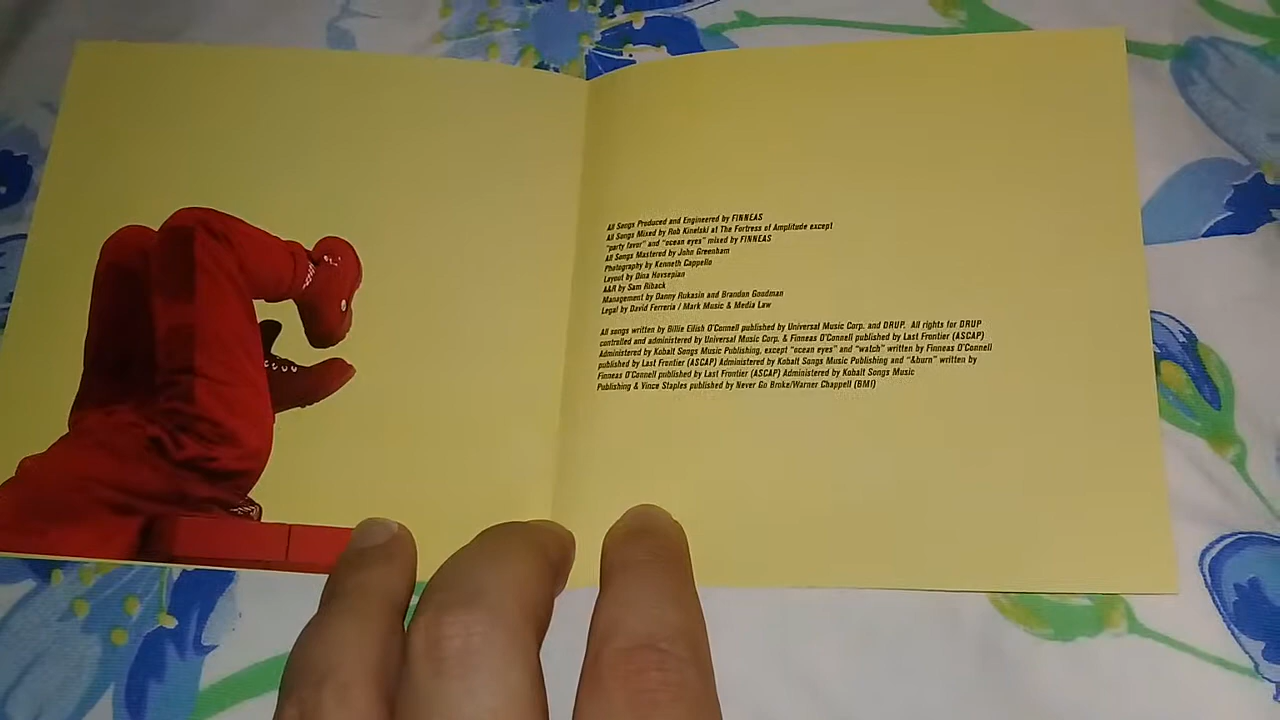 All Songs Produced and Engineered by FINNEAS
All Songs Mixed by Rob Kinelski at The Fortress of Amplitude except
"party favor" and "ocean eyes" mixed by FINNEAS
All Songs Mastered by John Greenham
Photography by Kenneth Cappello
Layout by Dina Hovsepian
A&R by Sam Riback
Management by Danny Rukasin and Brandon Goodman
Legal by David Ferreria / Mark Music & Media Law
All songs written by Billie Eilish O'Connell published by Universal Music Corp. and DRUP. All rights for DRUP
controlled and administered by Universal Music Corp. & Finneas O'Connell published by Last Frontier (ASCAP)
Administered by Kobalt Songs Music Publishing, except "ocean eyes" and "watch" written by Finneas O'Connell
published by Last Frontier (ASCAP) Administered by Kobalt Songs Music Publishing and "&burn" written by
Finneas O'Connell published by Last Frontier (ASCAP) Administered by Kobalt Songs Music
Publishing & Vince Staples published by Never Go Broke/Warner Chappell (BMI)